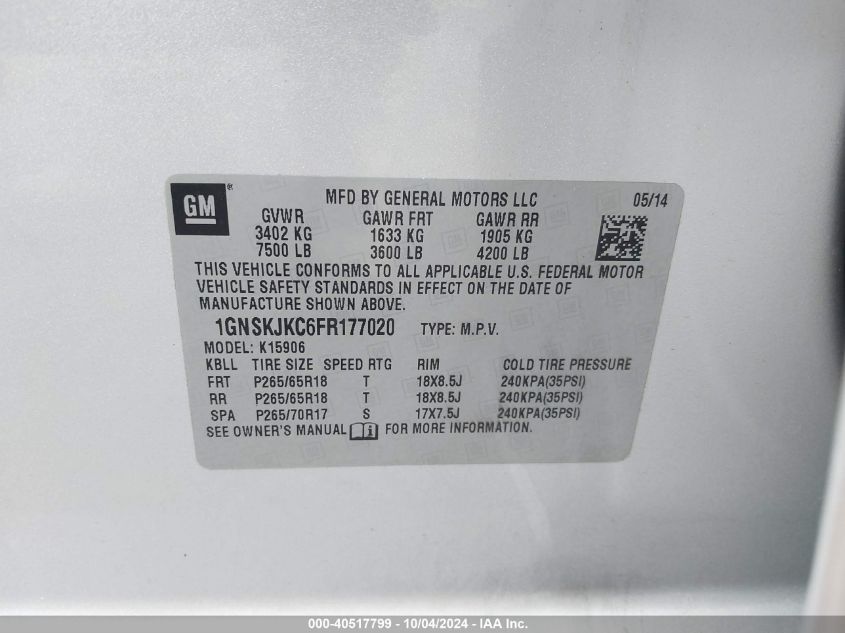 GM ®
MFD BY GENERAL MOTORS LLC 05/14
GVWR GAWR FRT GAWR RR
3402 KG 1633 KG 1905 KG
7500 LB 3600 LB 4200 LB
THIS VEHICLE CONFORMS TO ALL APPLICABLE U.S. FEDERAL MOTOR
VEHICLE SAFETY STANDARDS IN EFFECT ON THE DATE OF
MANUFACTURE SHOWN ABOVE.
1GNSKJKC6FR177020 TYPE: M.P.V.
MODEL: K15906
KBLL TIRE SIZE SPEED RTG RIM COLD TIRE PRESSURE
FRT P265/65R18 T 18X8.5J 240KPA(35PSI)
RR P265/65R18 T 18X8.5J 240KPA(35PSI)
SPA P265/70R17 S 17X7.5J 240KPA(35PSI)
SEE OWNER'S MANUAL i FOR MORE INFORMATION.
000-40517799 - 10/04/2024 - IAA Inc.